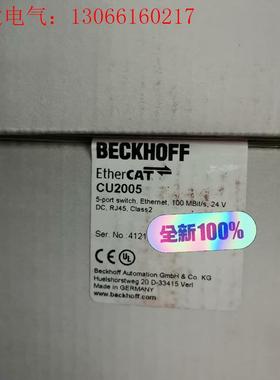 电气：13066160217
BECKHOFF
EtherCAT
CU2005
5-port switch, Ethernet, 100 MBit/s, 24 V
DC, RJ45, Class2
Ser. No.: 4121
全新100%
Beckhoff Automation GmbH & Co. KG
Huelshorstweg 20 D-33415 Verl
Made in GERMANY
www.beckhoff.com